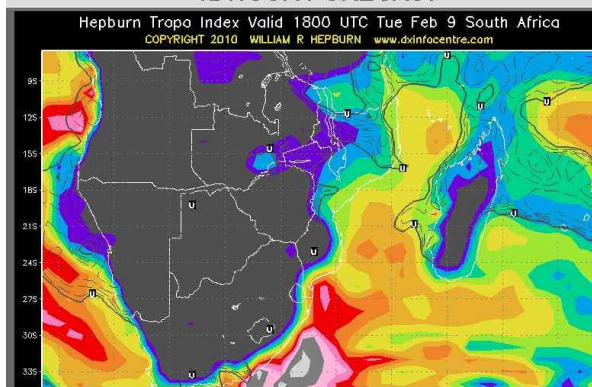 Hepburn Tropo Index Valid 1800 UTC Tue Feb 9 South Africa
COPYRIGHT 2010 WILLIAM R HEPBURN www.dxinfocentre.com
9S
U
U
U
U
12S
15S
U
U
18S
U
U
21S
U
U
24S
27S
U
30S
U
33S
U